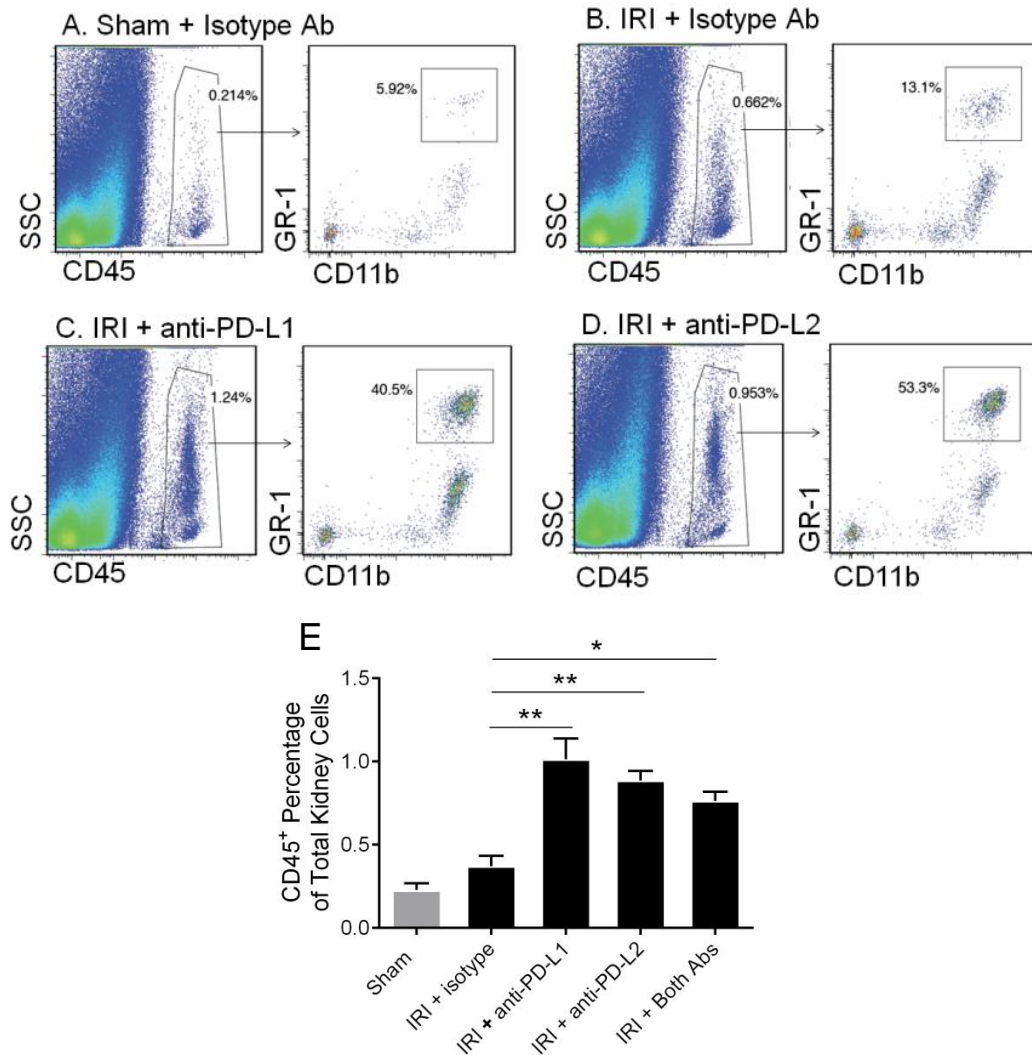 A. Sham + Isotype Ab
0.214%
5.92%
SSC
CD45
GR-1
CD11b
B. IRI + Isotype Ab
0.662%
13.1%
SSC
CD45
GR-1
CD11b
C. IRI + anti-PD-L1
1.24%
40.5%
SSC
CD45
GR-1
CD11b
D. IRI + anti-PD-L2
0.953%
53.3%
SSC
CD45
GR-1
CD11b
E
*
**
**
1.5
1.0
0.5
0.0
CD45+ Percentage
of Total Kidney Cells
Sham
IRI + isotype
IRI + anti-PD-L1
IRI + anti-PD-L2
IRI + Both Abs